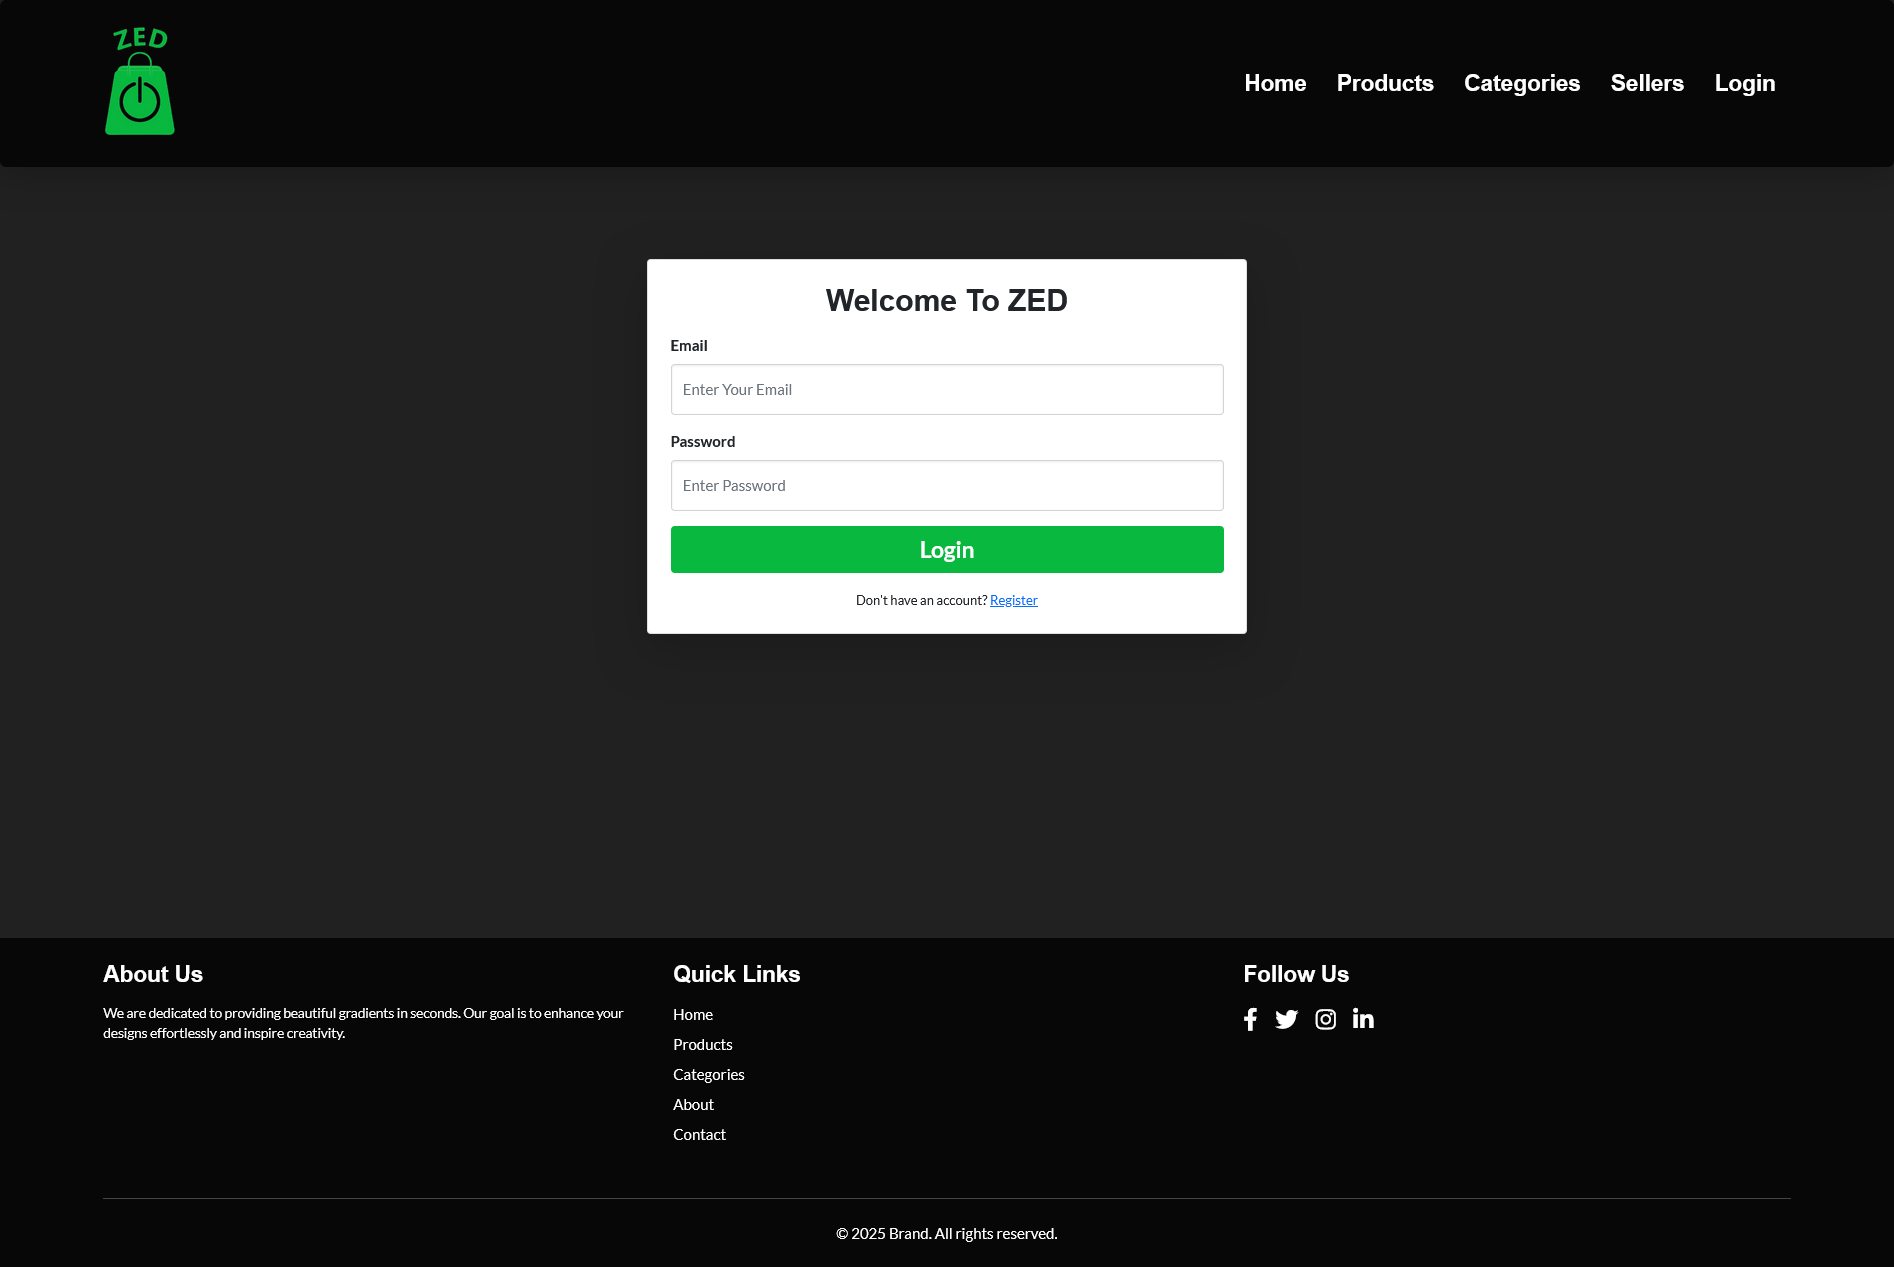 ZED
Home Products Categories Sellers Login
Welcome To ZED
Email
Enter Your Email
Password
Enter Password
Login
Don't have an account? Register
About Us
We are dedicated to providing beautiful gradients in seconds. Our goal is to enhance your
designs effortlessly and inspire creativity.
Quick Links
Home
Products
Categories
About
Contact
Follow Us
© 2025 Brand. All rights reserved.